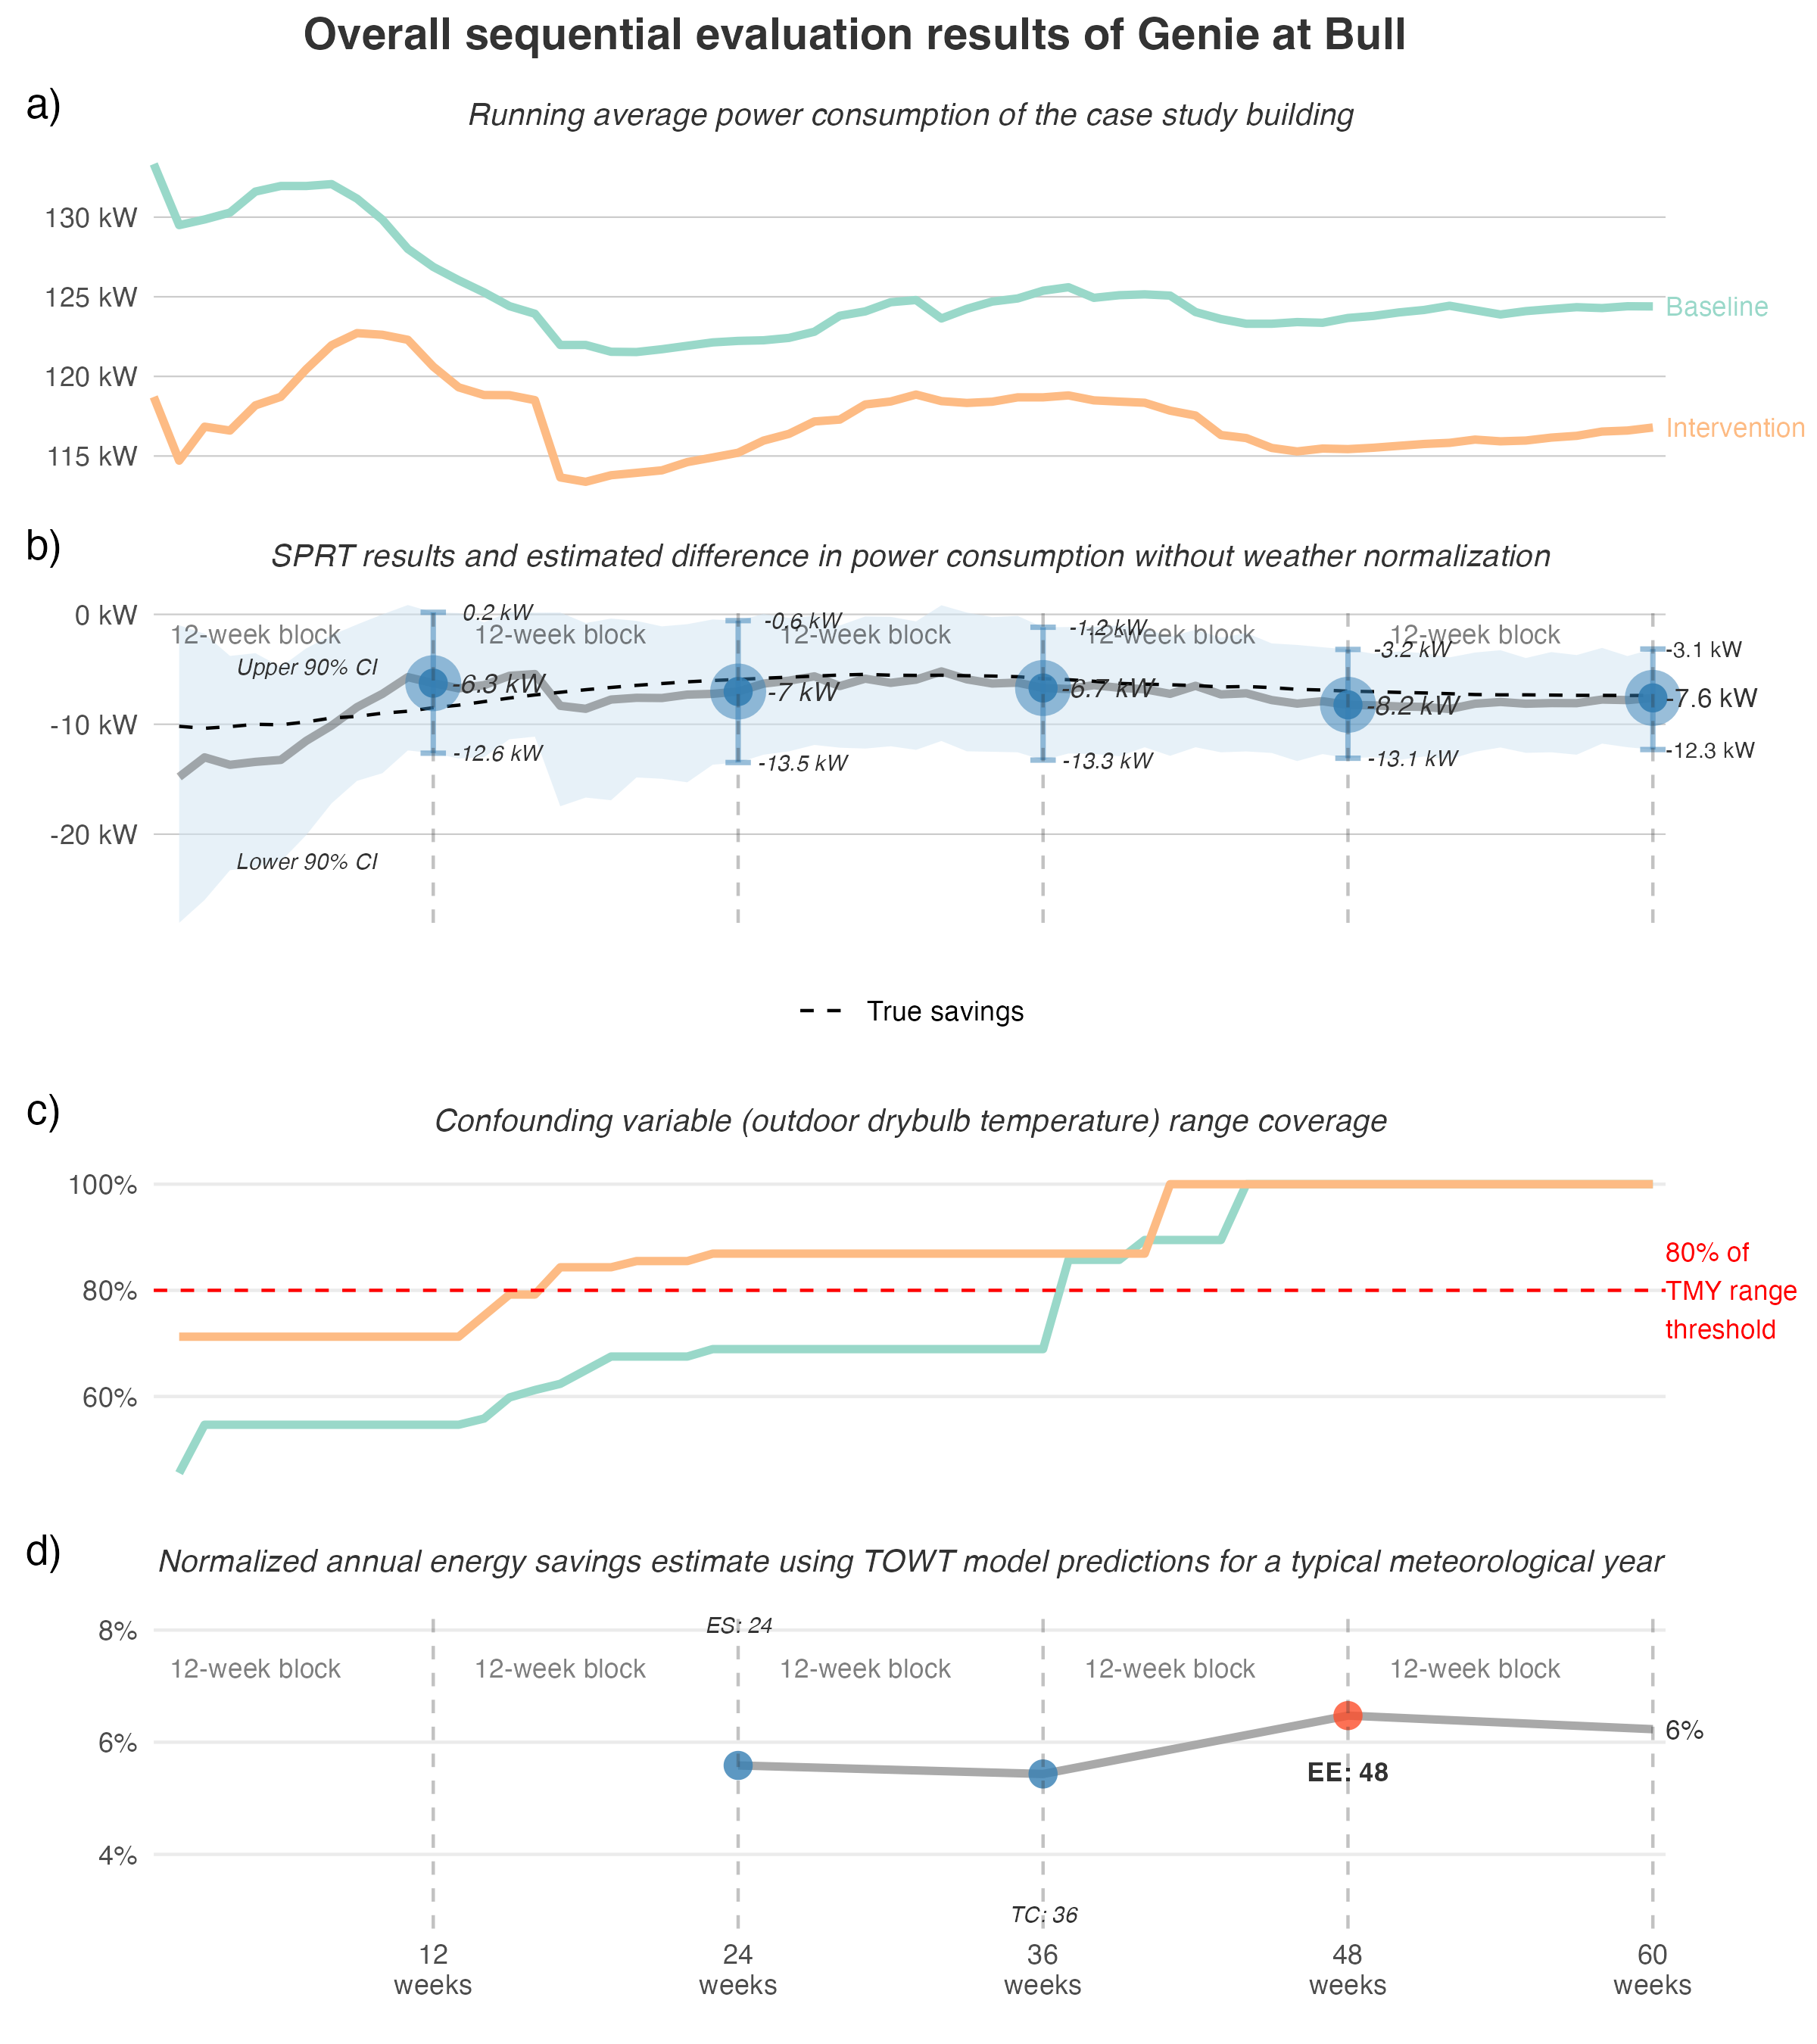 Overall sequential evaluation results of Genie at Bull
a)
Running average power consumption of the case study building
130 kW
125 kW
120 kW
115 kW
Baseline
Intervention
b)
SPRT results and estimated difference in power consumption without weather normalization
0 kW
-10 kW
-20 kW
12-week block
12-week block
12-week block
12-week block
12-week block
Upper 90% CI
Lower 90% CI
0.2 kW
-6.3 kW
-12.6 kW
-0.6 kW
-7 kW
-13.5 kW
-1.2 kW
-6.7 kW
-13.3 kW
-3.2 kW
-8.2 kW
-13.1 kW
-3.1 kW
-7.6 kW
-12.3 kW
True savings
c)
Confounding variable (outdoor drybulb temperature) range coverage
100%
80%
60%
80% of
TMY range
threshold
d)
Normalized annual energy savings estimate using TOWT model predictions for a typical meteorological year
8%
6%
4%
ES: 24
12-week block
12-week block
12-week block
12-week block
12-week block
6%
EE: 48
TC: 36
12
weeks
24
weeks
36
weeks
48
weeks
60
weeks